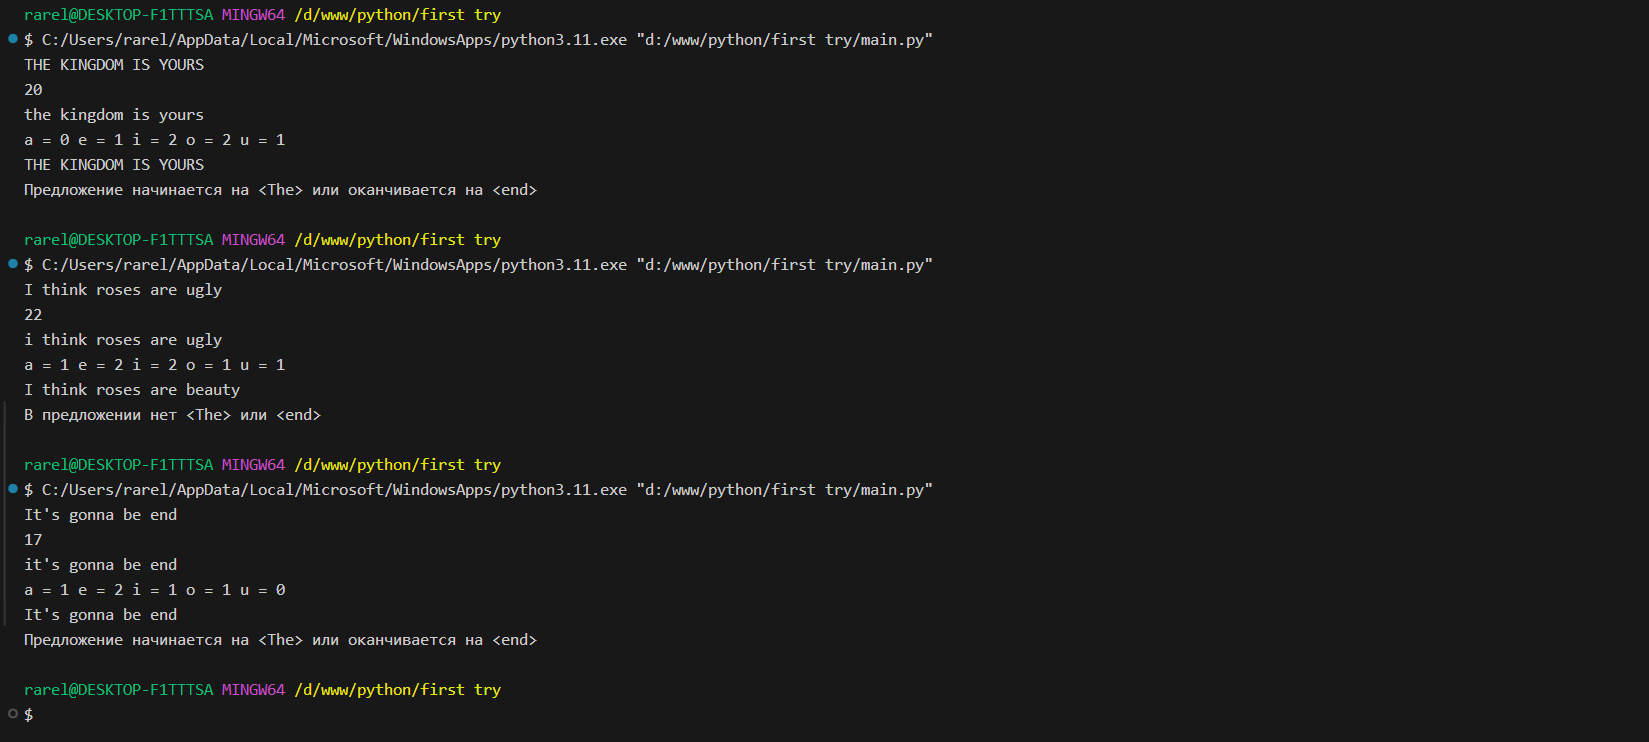 rarel@DESKTOP-F1TTTSA MINGW64 /d/www/python/first try
$ C:/Users/rarel/AppData/Local/Microsoft/WindowsApps/python3.11.exe "d:/www/python/first try/main.py"
THE KINGDOM IS YOURS
20
the kingdom is yours
a = 0 e = 1 i = 2 o = 2 u = 1
THE KINGDOM IS YOURS
Предложение начинается на <The> или оканчивается на <end>
rarel@DESKTOP-F1TTTSA MINGW64 /d/www/python/first try
$ C:/Users/rarel/AppData/Local/Microsoft/WindowsApps/python3.11.exe "d:/www/python/first try/main.py"
I think roses are ugly
22
i think roses are ugly
a = 1 e = 2 i = 2 o = 1 u = 1
I think roses are beauty
В предложении нет <The> или <end>
rarel@DESKTOP-F1TTTSA MINGW64 /d/www/python/first try
$ C:/Users/rarel/AppData/Local/Microsoft/WindowsApps/python3.11.exe "d:/www/python/first try/main.py"
It's gonna be end
17
it's gonna be end
a = 1 e = 2 i = 1 o = 1 u = 0
It's gonna be end
Предложение начинается на <The> или оканчивается на <end>
rarel@DESKTOP-F1TTTSA MINGW64 /d/www/python/first try
$